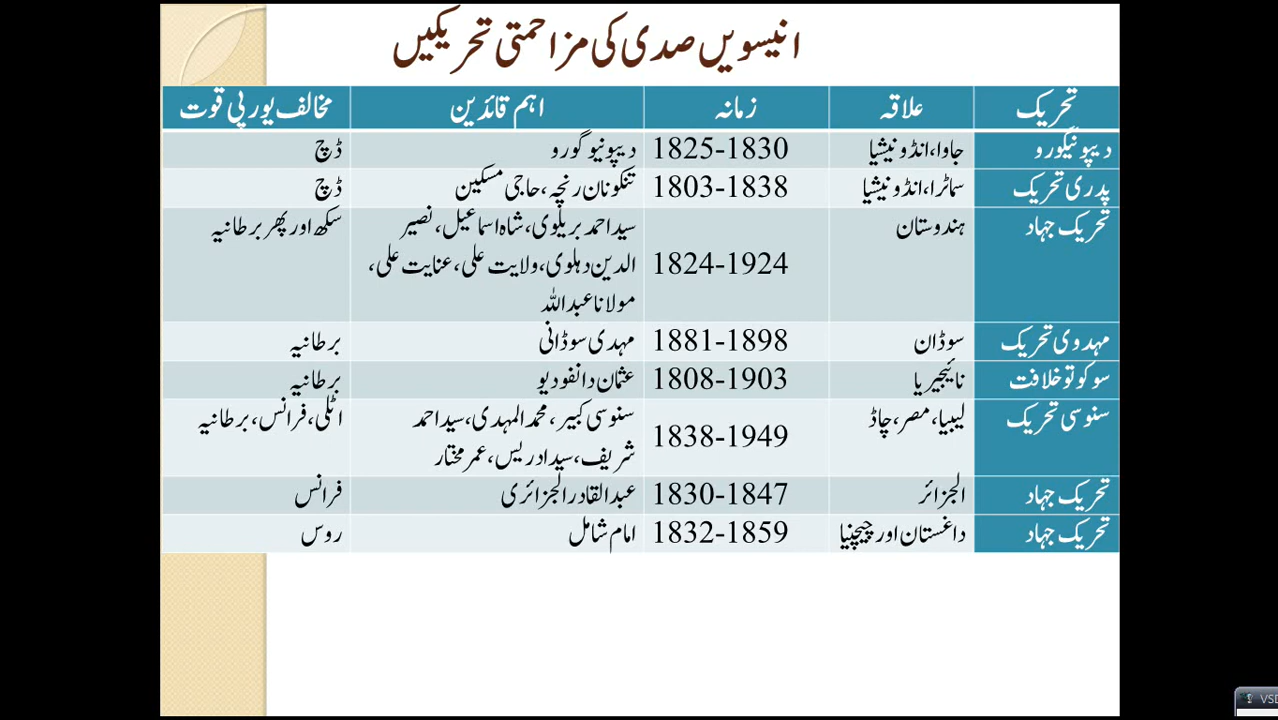 انیسویں صدی کی مزاحمتی تحریکیں
تحریک علاقہ زمانہ اہم قائدین مخالف یورپی قوت
دیپونیگورو جاوا،انڈونیشیا 1825-1830 دیپونیو گورو ڈچ
پدری تحریک سماٹرا،انڈونیشیا 1803-1838 تنکونان رنچہ،حاجی مسکین ڈچ
تحریک جہاد ہندوستان 1824-1924 سید احمد بریلوی،شاہ اسماعیل،نصیر سکھ اور پھر برطانیہ
الدین دہلوی،ولایت علی،عنایت علی،
مولانا عبداللہ
مہدوی تحریک سوڈان 1881-1898 مہدی سوڈانی برطانیہ
سوکوتو خلافت نائیجیریا 1808-1903 عثمان دانفودیو برطانیہ
سنوسی تحریک لیبیا،مصر،چاڈ 1838-1949 سنوسی کبیر،محمد المہدی،سید احمد اٹلی،فرانس،برطانیہ
شریف،سید ادریس،عمر مختار
تحریک جہاد الجزائر 1830-1847 عبدالقادر الجزائری فرانس
تحریک جہاد داغستان اور چیچنیا 1832-1859 امام شامل روس